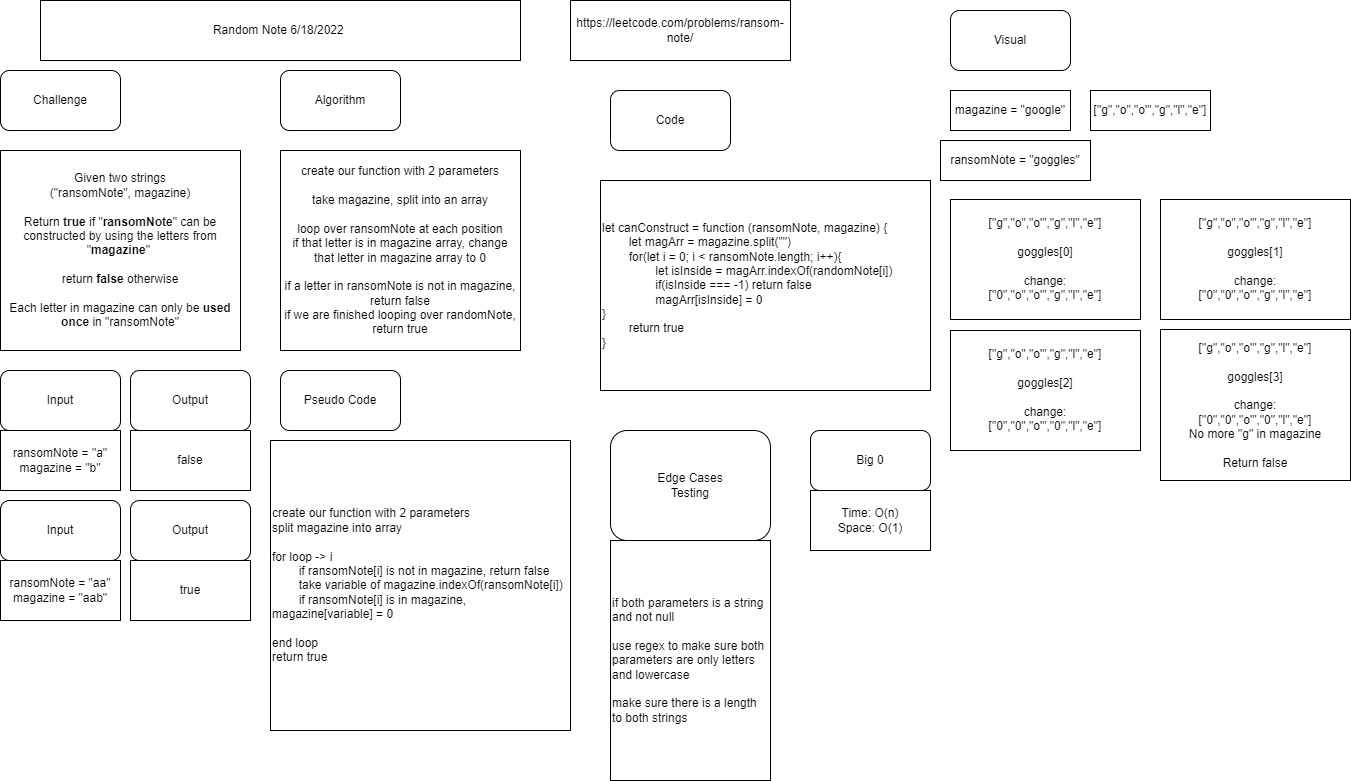 Random Note 6/18/2022
https://leetcode.com/problems/ransom-
note/
Challenge
Given two strings
("ransomNote", magazine)
Return true if "ransomNote" can be
constructed by using the letters from
"magazine"
return false otherwise
Each letter in magazine can only be used
once in "ransomNote"
Algorithm
create our function with 2 parameters
take magazine, split into an array
loop over ransomNote at each position
if that letter is in magazine array, change
that letter in magazine array to 0
if a letter in ransomNote is not in magazine,
return false
if we are finished looping over randomNote,
return true
Input
ransomNote = "a"
magazine = "b"
Output
false
Input
ransomNote = "aa"
magazine = "aab"
Output
true
Pseudo Code
create our function with 2 parameters
split magazine into array
for loop -> i
if ransomNote[i] is not in magazine, return false
take variable of magazine.indexOf(ransomNote[i])
if ransomNote[i] is in magazine,
magazine[variable] = 0
end loop
return true
Code
let canConstruct = function (ransomNote, magazine) {
let magArr = magazine.split("")
for(let i = 0; i < ransomNote.length; i++){
let isInside = magArr.indexOf(randomNote[i])
if(isInside === -1) return false
magArr[isInside] = 0
}
return true
}
Edge Cases
Testing
if both parameters is a string
and not null
use regex to make sure both
parameters are only letters
and lowercase
make sure there is a length
to both strings
Big 0
Time: O(n)
Space: O(1)
Visual
magazine = "google"
["g","o","o'","g","l","e"]
ransomNote = "goggles"
["g","o","o'","g","l","e"]
goggles[0]
change:
["0","o","o'","g","l","e"]
["g","o","o'","g","l","e"]
goggles[1]
change:
["0","0","o'","g","l","e"]
["g","o","o'","g","l","e"]
goggles[2]
change:
["0","0","o'","0","l","e"]
["g","o","o'","g","l","e"]
goggles[3]
change:
["0","0","o'","0","l","e"]
No more "g" in magazine
Return false